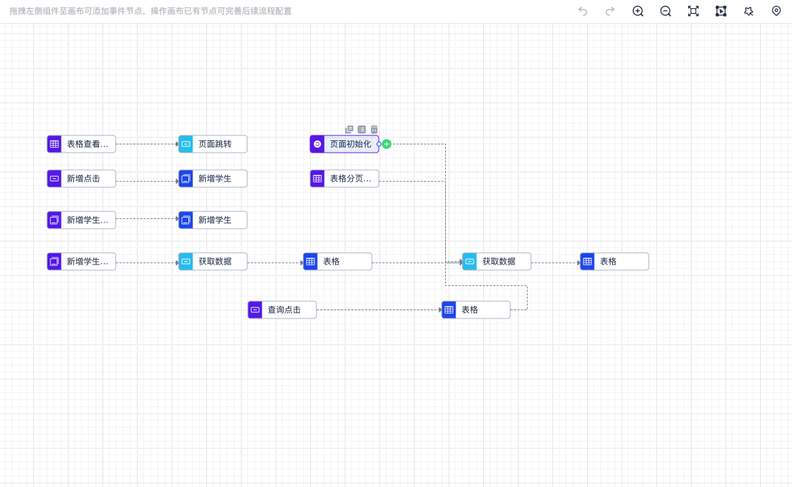 拖拽左侧组件至画布可添加事件节点、操作画布已有节点可完善后续流程配置
表格查看...
页面跳转
页面初始化
新增点击
新增学生
表格分页...
新增学生...
新增学生
新增学生...
获取数据
表格
获取数据
表格
查询点击
表格